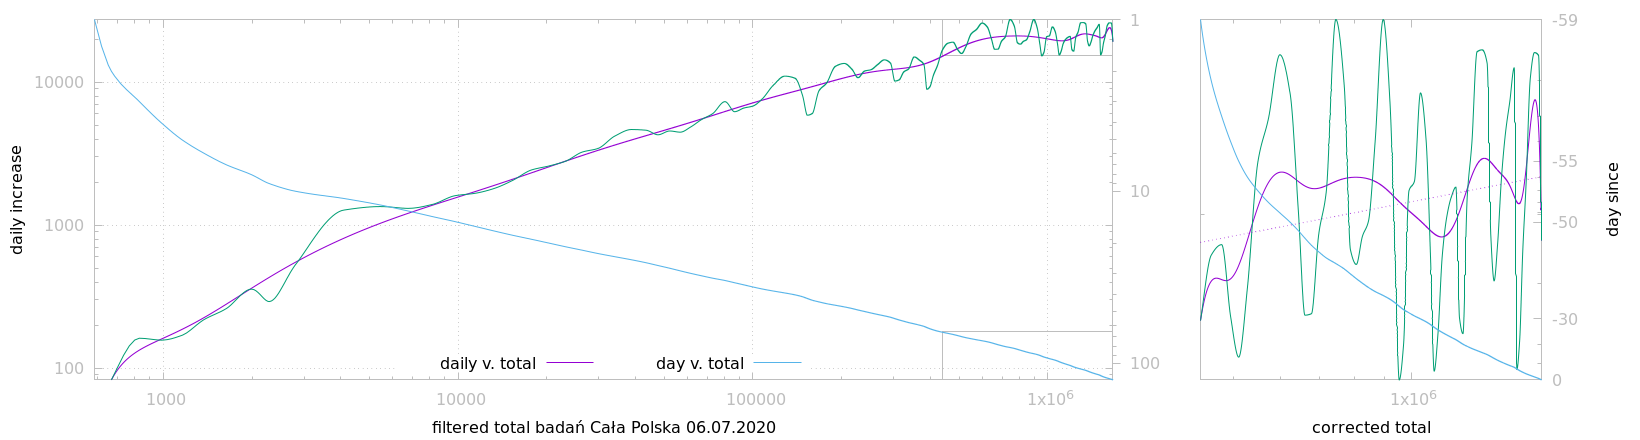 1
-59
10000
-55
daily increase
10
day since
1000
-50
-30
daily v. total
day v. total
100
100
0
1000
10000
100000
1x10⁶
1x10⁶
filtered total badań Cała Polska 06.07.2020
corrected total